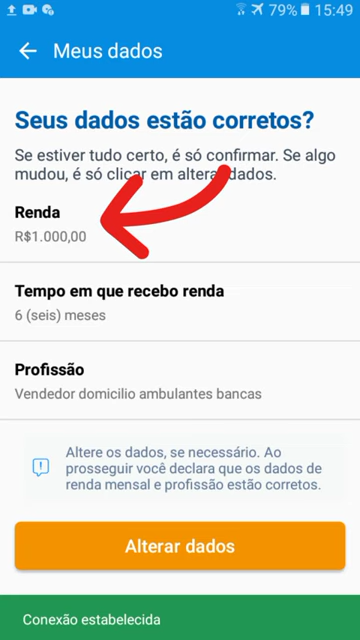 79% 15:49
Meus dados
Seus dados estão corretos?
Se estiver tudo certo, é só confirmar. Se algo
mudou, é só clicar em alterar dados.
Renda
R$1.000,00
Tempo em que recebo renda
6 (seis) meses
Profissão
Vendedor domicilio ambulantes bancas
Altere os dados, se necessário. Ao
prosseguir você declara que os dados de
renda mensal e profissão estão corretos.
Alterar dados
Conexão estabelecida